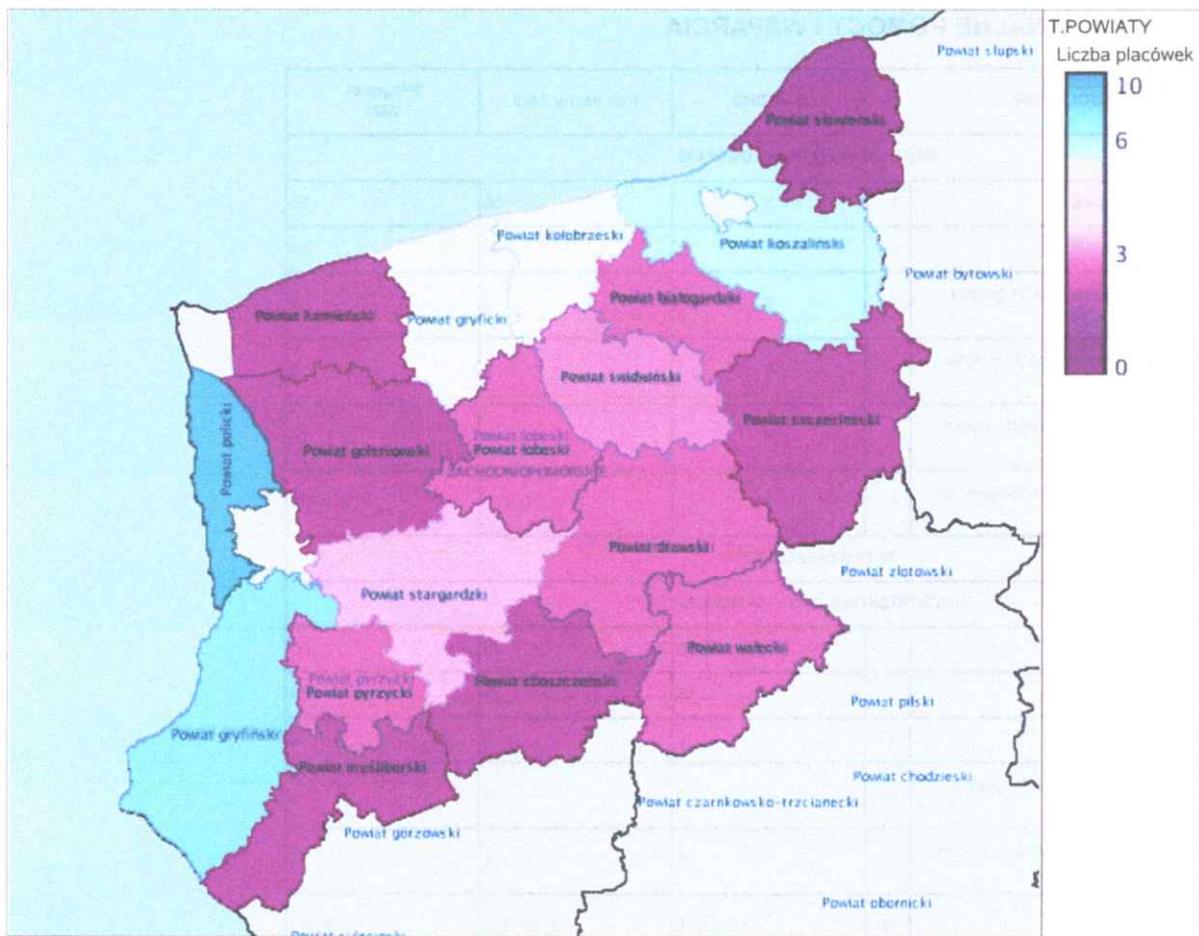 T.POWIATY
Liczba placówek
10
6
3
0
Powiat słupski
Powiat sławieński
Powiat kołobrzeski
Powiat koszaliński
Powiat bytowski
Powiat białogardzki
Powiat kamieński
Powiat gryficki
Powiat świdwiński
Powiat policki
Powiat goleniowski
Powiat łobeski
Powiat łobeski
ZACHODNIOPOMORSKIE
Powiat szczecinecki
Powiat drawski
Powiat złotowski
Powiat stargardzki
Powiat wałecki
Powiat pyrzycki
Powiat pyrzycki
Powiat choszczeński
Powiat pilski
Powiat gryfiński
Powiat myśliborski
Powiat chodzieski
Powiat czarnkowsko-trzcianecki
Powiat gorzowski
Powiat obornicki